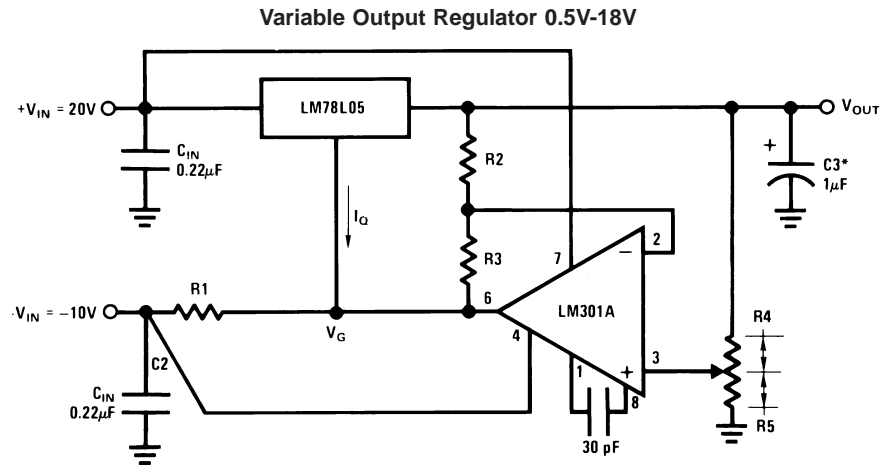 Variable Output Regulator 0.5V-18V
+VIN = 20V
LM78L05
VOUT
CIN
0.22μF
R2
+
C3*
1μF
IQ
R3
7
2
−
-VIN = −10V
R1
6
LM301A
VG
4
R4
3
C2
1
+
8
CIN
0.22μF
30 pF
R5